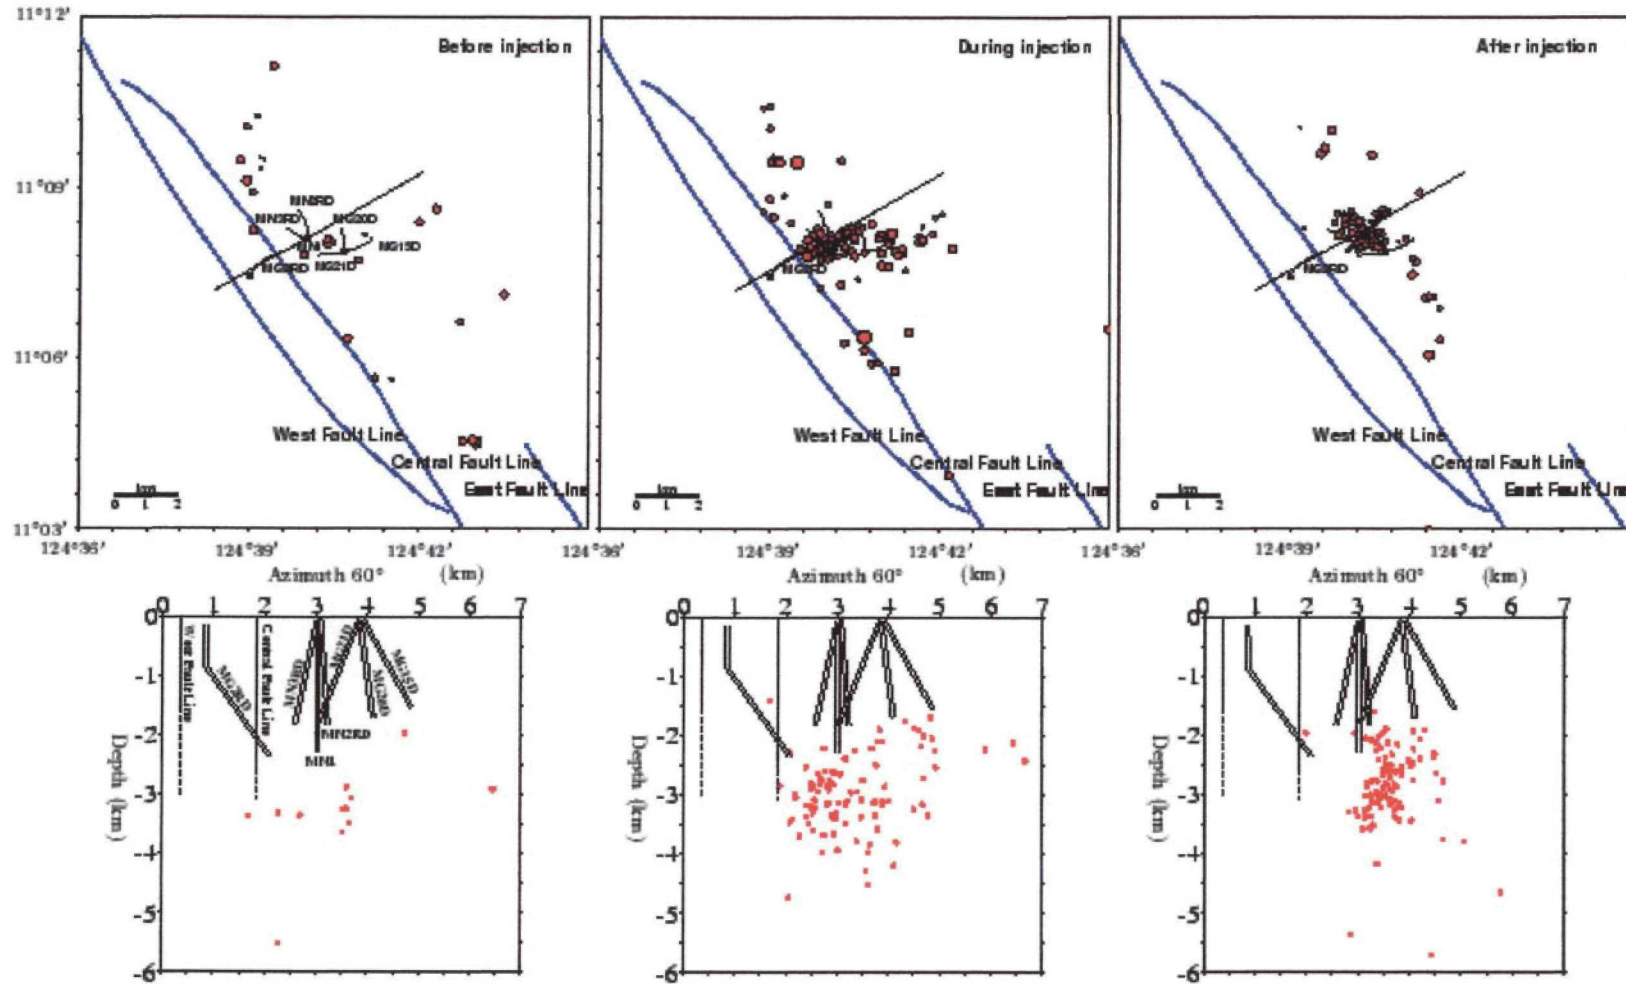 11°12'
Before injection
During injection
After injection
11°09'
MN2RD
MN3RD
MG20D
MN1
MG15D
MG21D
MG2RD
MG2RD
11°06'
West Fault Line
West Fault Line
West Fault Line
Central Fault Line
Central Fault Line
Central Fault Line
East Fault Line
East Fault Line
East Fault Line
km
km
km
0 1 2
0 1 2
0 1 2
11°03'
124°36' 124°39' 124°42' 124°36' 124°39' 124°42' 124°36' 124°39' 124°42'
Azimuth 60° (km)
Azimuth 60° (km)
Azimuth 60° (km)
0 1 2 3 4 5 6 7
0 1 2 3 4 5 6 7
0 1 2 3 4 5 6 7
0
-1
-2
-3
-4
-5
-6
Depth (km)
West Fault Line
MG2RD
Central Fault Line
MN3RD
MG21D
MG20D
MG15D
MN2RD
MN1
0
-1
-2
-3
-4
-5
-6
Depth (km)
0
-1
-2
-3
-4
-5
-6
Depth (km)